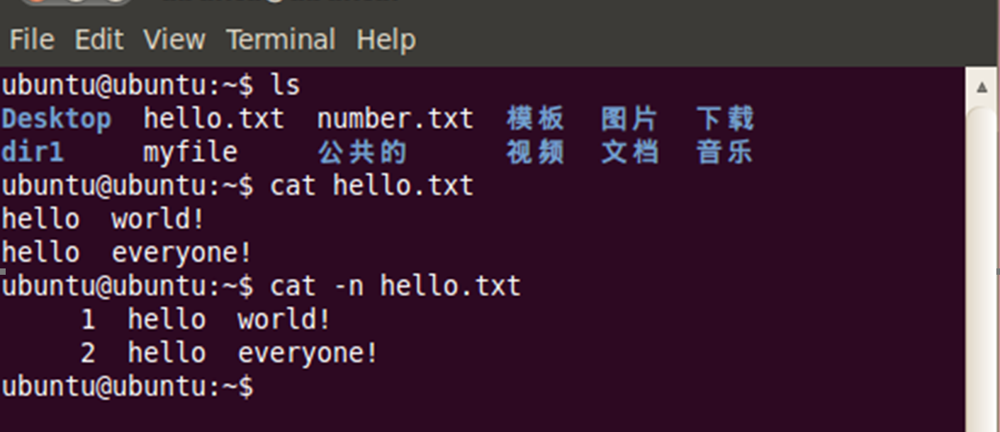 File Edit View Terminal Help
ubuntu@ubuntu:~$ ls
Desktop  hello.txt  number.txt  模板  图片  下载
dir1     myfile     公共的      视频  文档  音乐
ubuntu@ubuntu:~$ cat hello.txt
hello  world!
hello  everyone!
ubuntu@ubuntu:~$ cat -n hello.txt
     1  hello  world!
     2  hello  everyone!
ubuntu@ubuntu:~$